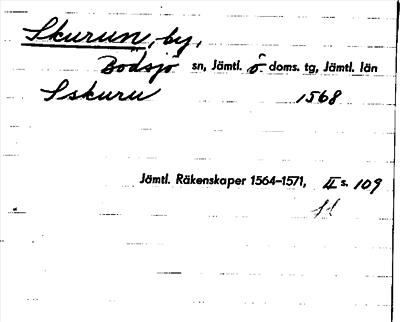 Skurun, by,
Bodsjö sn, Jämtl. ö. doms. tg, Jämtl. län
Sskuru 1568
Jämtl. Räkenskaper 1564–1571, II s. 109